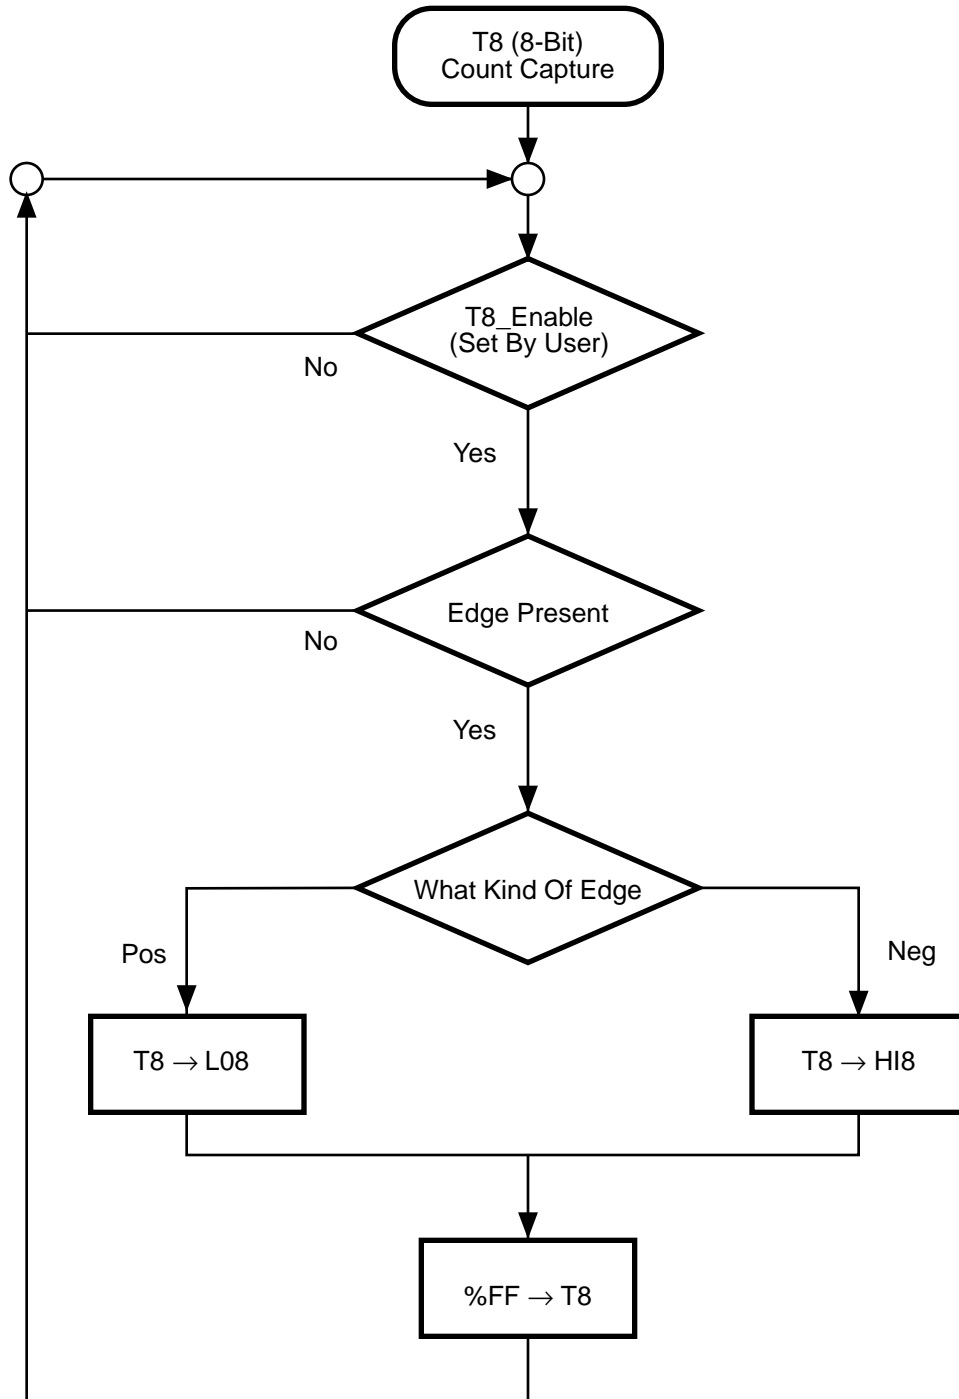 T8 (8-Bit)
Count Capture
T8_Enable
(Set By User)
No
Yes
Edge Present
No
Yes
What Kind Of Edge
Pos
Neg
T8 → L08
T8 → HI8
%FF → T8